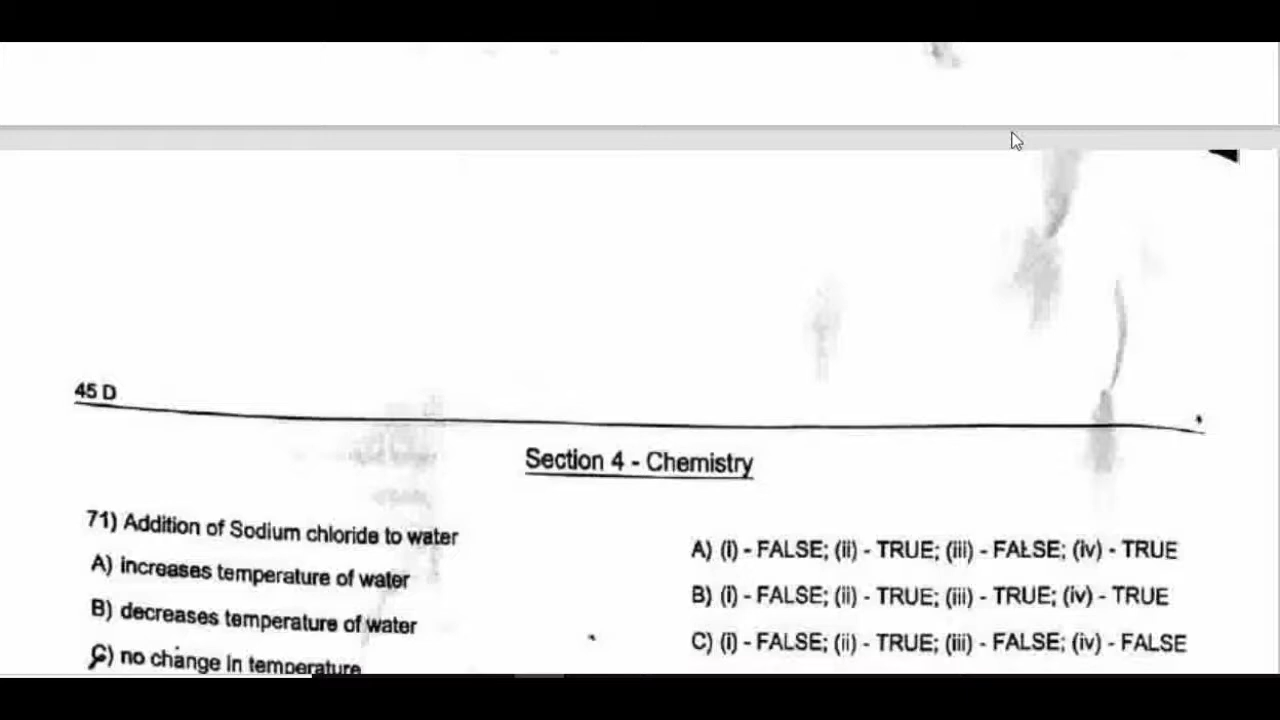 45 D
Section 4 - Chemistry
71) Addition of Sodium chloride to water
A) increases temperature of water
B) decreases temperature of water
C) no change in temperature
A) (i) - FALSE; (ii) - TRUE; (iii) - FALSE; (iv) - TRUE
B) (i) - FALSE; (ii) - TRUE; (iii) - TRUE; (iv) - TRUE
C) (i) - FALSE; (ii) - TRUE; (iii) - FALSE; (iv) - FALSE